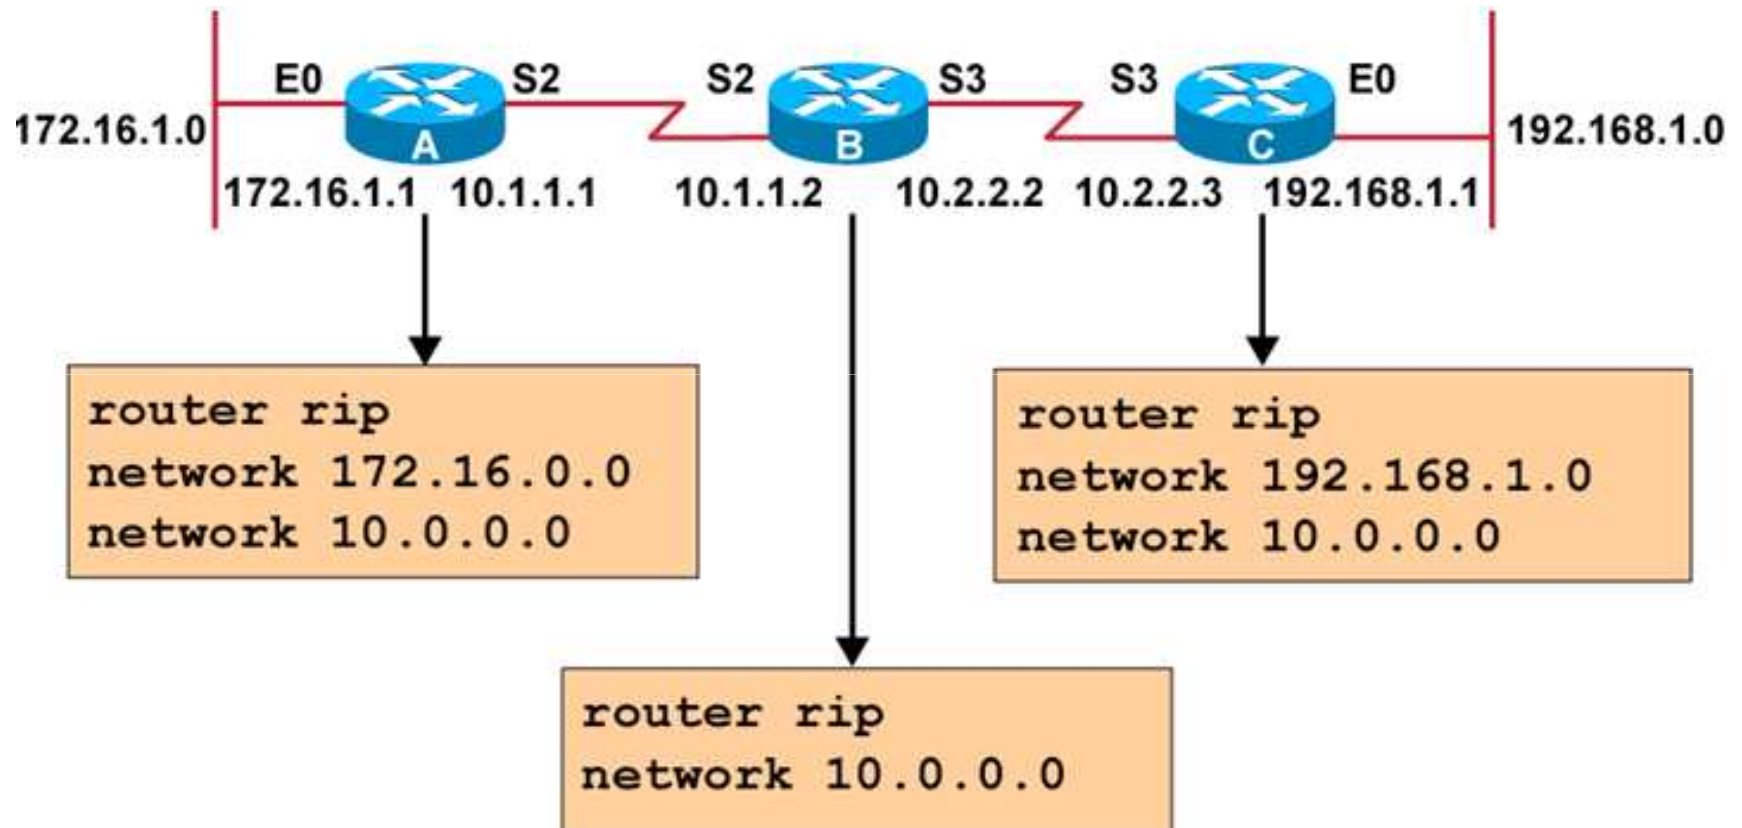 E0 S2 S2 S3 S3 E0
172.16.1.0 A B C 192.168.1.0
172.16.1.1 10.1.1.1 10.1.1.2 10.2.2.2 10.2.2.3 192.168.1.1
router rip
network 172.16.0.0
network 10.0.0.0
router rip
network 192.168.1.0
network 10.0.0.0
router rip
network 10.0.0.0